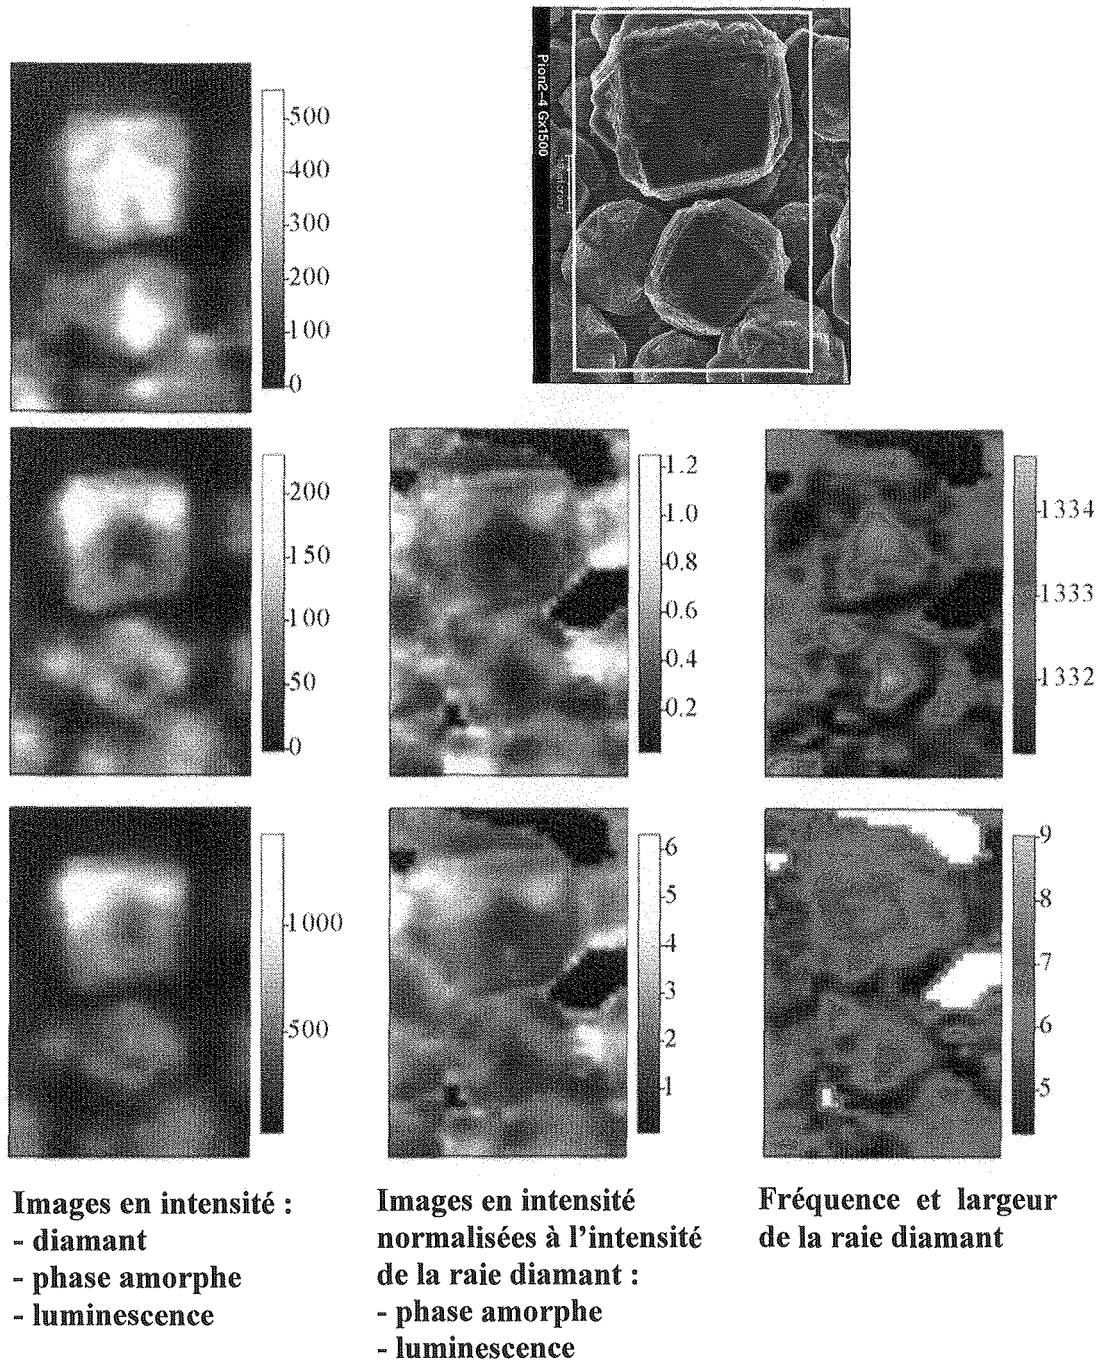 Pion2-4 Gx1500
500
400
300
200
100
0
200
150
100
50
0
1.2
1.0
0.8
0.6
0.4
0.2
1334
1333
1332
1000
500
6
5
4
3
2
1
9
8
7
6
5
Images en intensité :
- diamant
- phase amorphe
- luminescence
Images en intensité
normalisées à l'intensité
de la raie diamant :
- phase amorphe
- luminescence
Fréquence et largeur
de la raie diamant